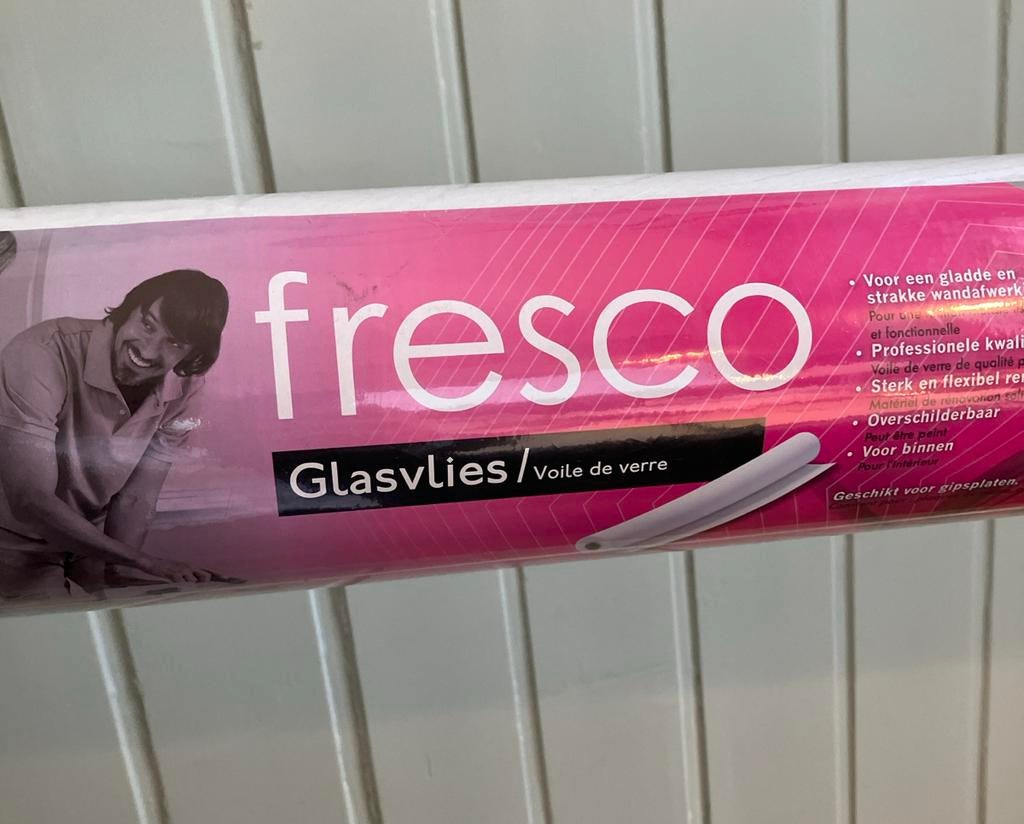 fresco
Glasvlies / Voile de verre
• Voor een gladde en
strakke wandafwerk
Pour une
et fonctionnelle
• Professionele kwali
Voile de verre de qualité p
• Sterk en flexibel re
Matériel de rénovation
• Overschilderbaar
Peut être peint
• Voor binnen
Pour l'intérieur
Geschikt voor gipsplaten.